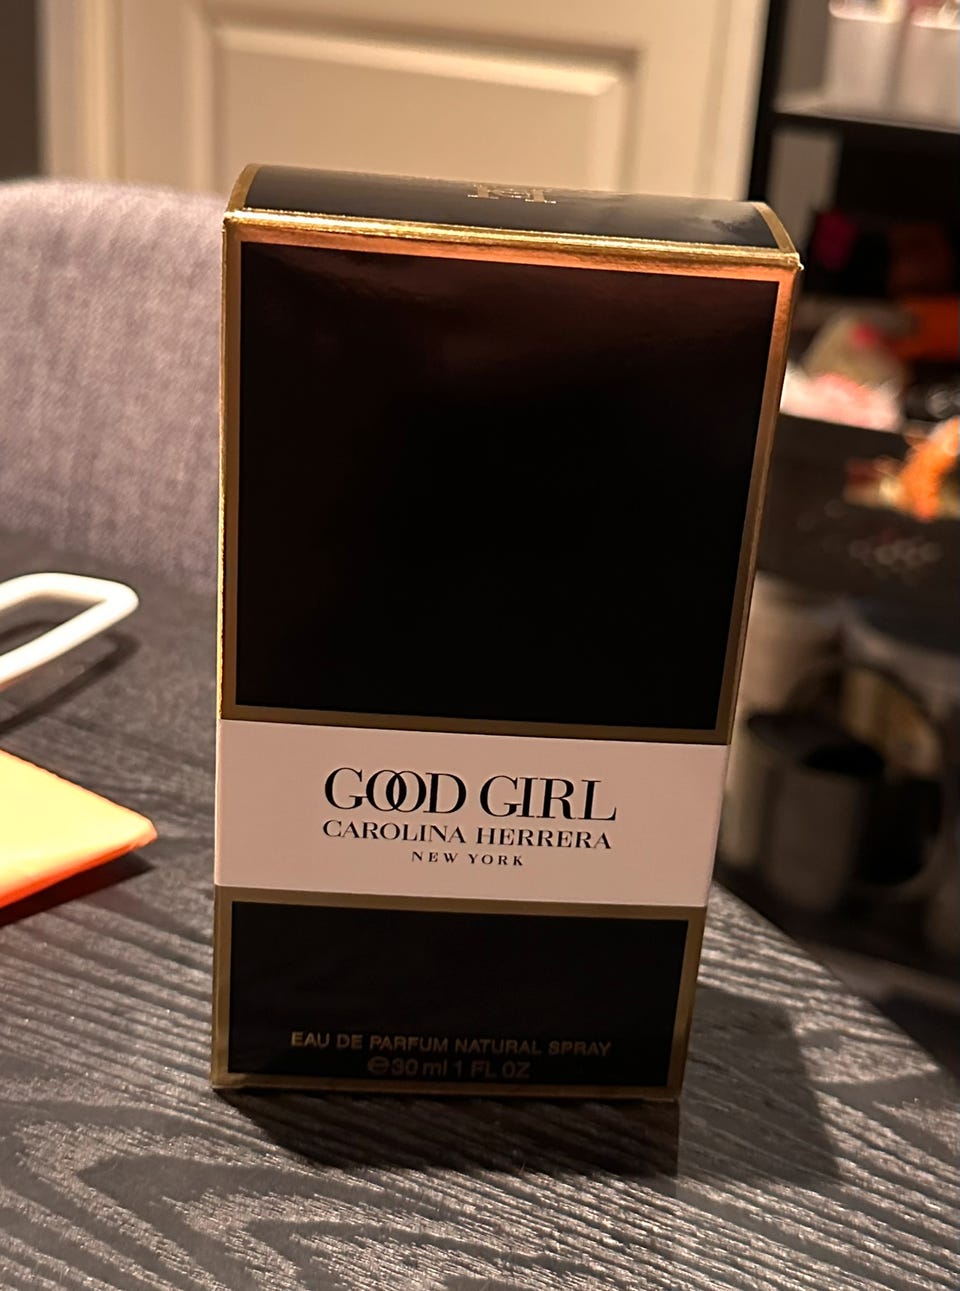 GOOD GIRL
CAROLINA HERRERA
NEW YORK
EAU DE PARFUM NATURAL SPRAY
℮30 ml 1 FL OZ